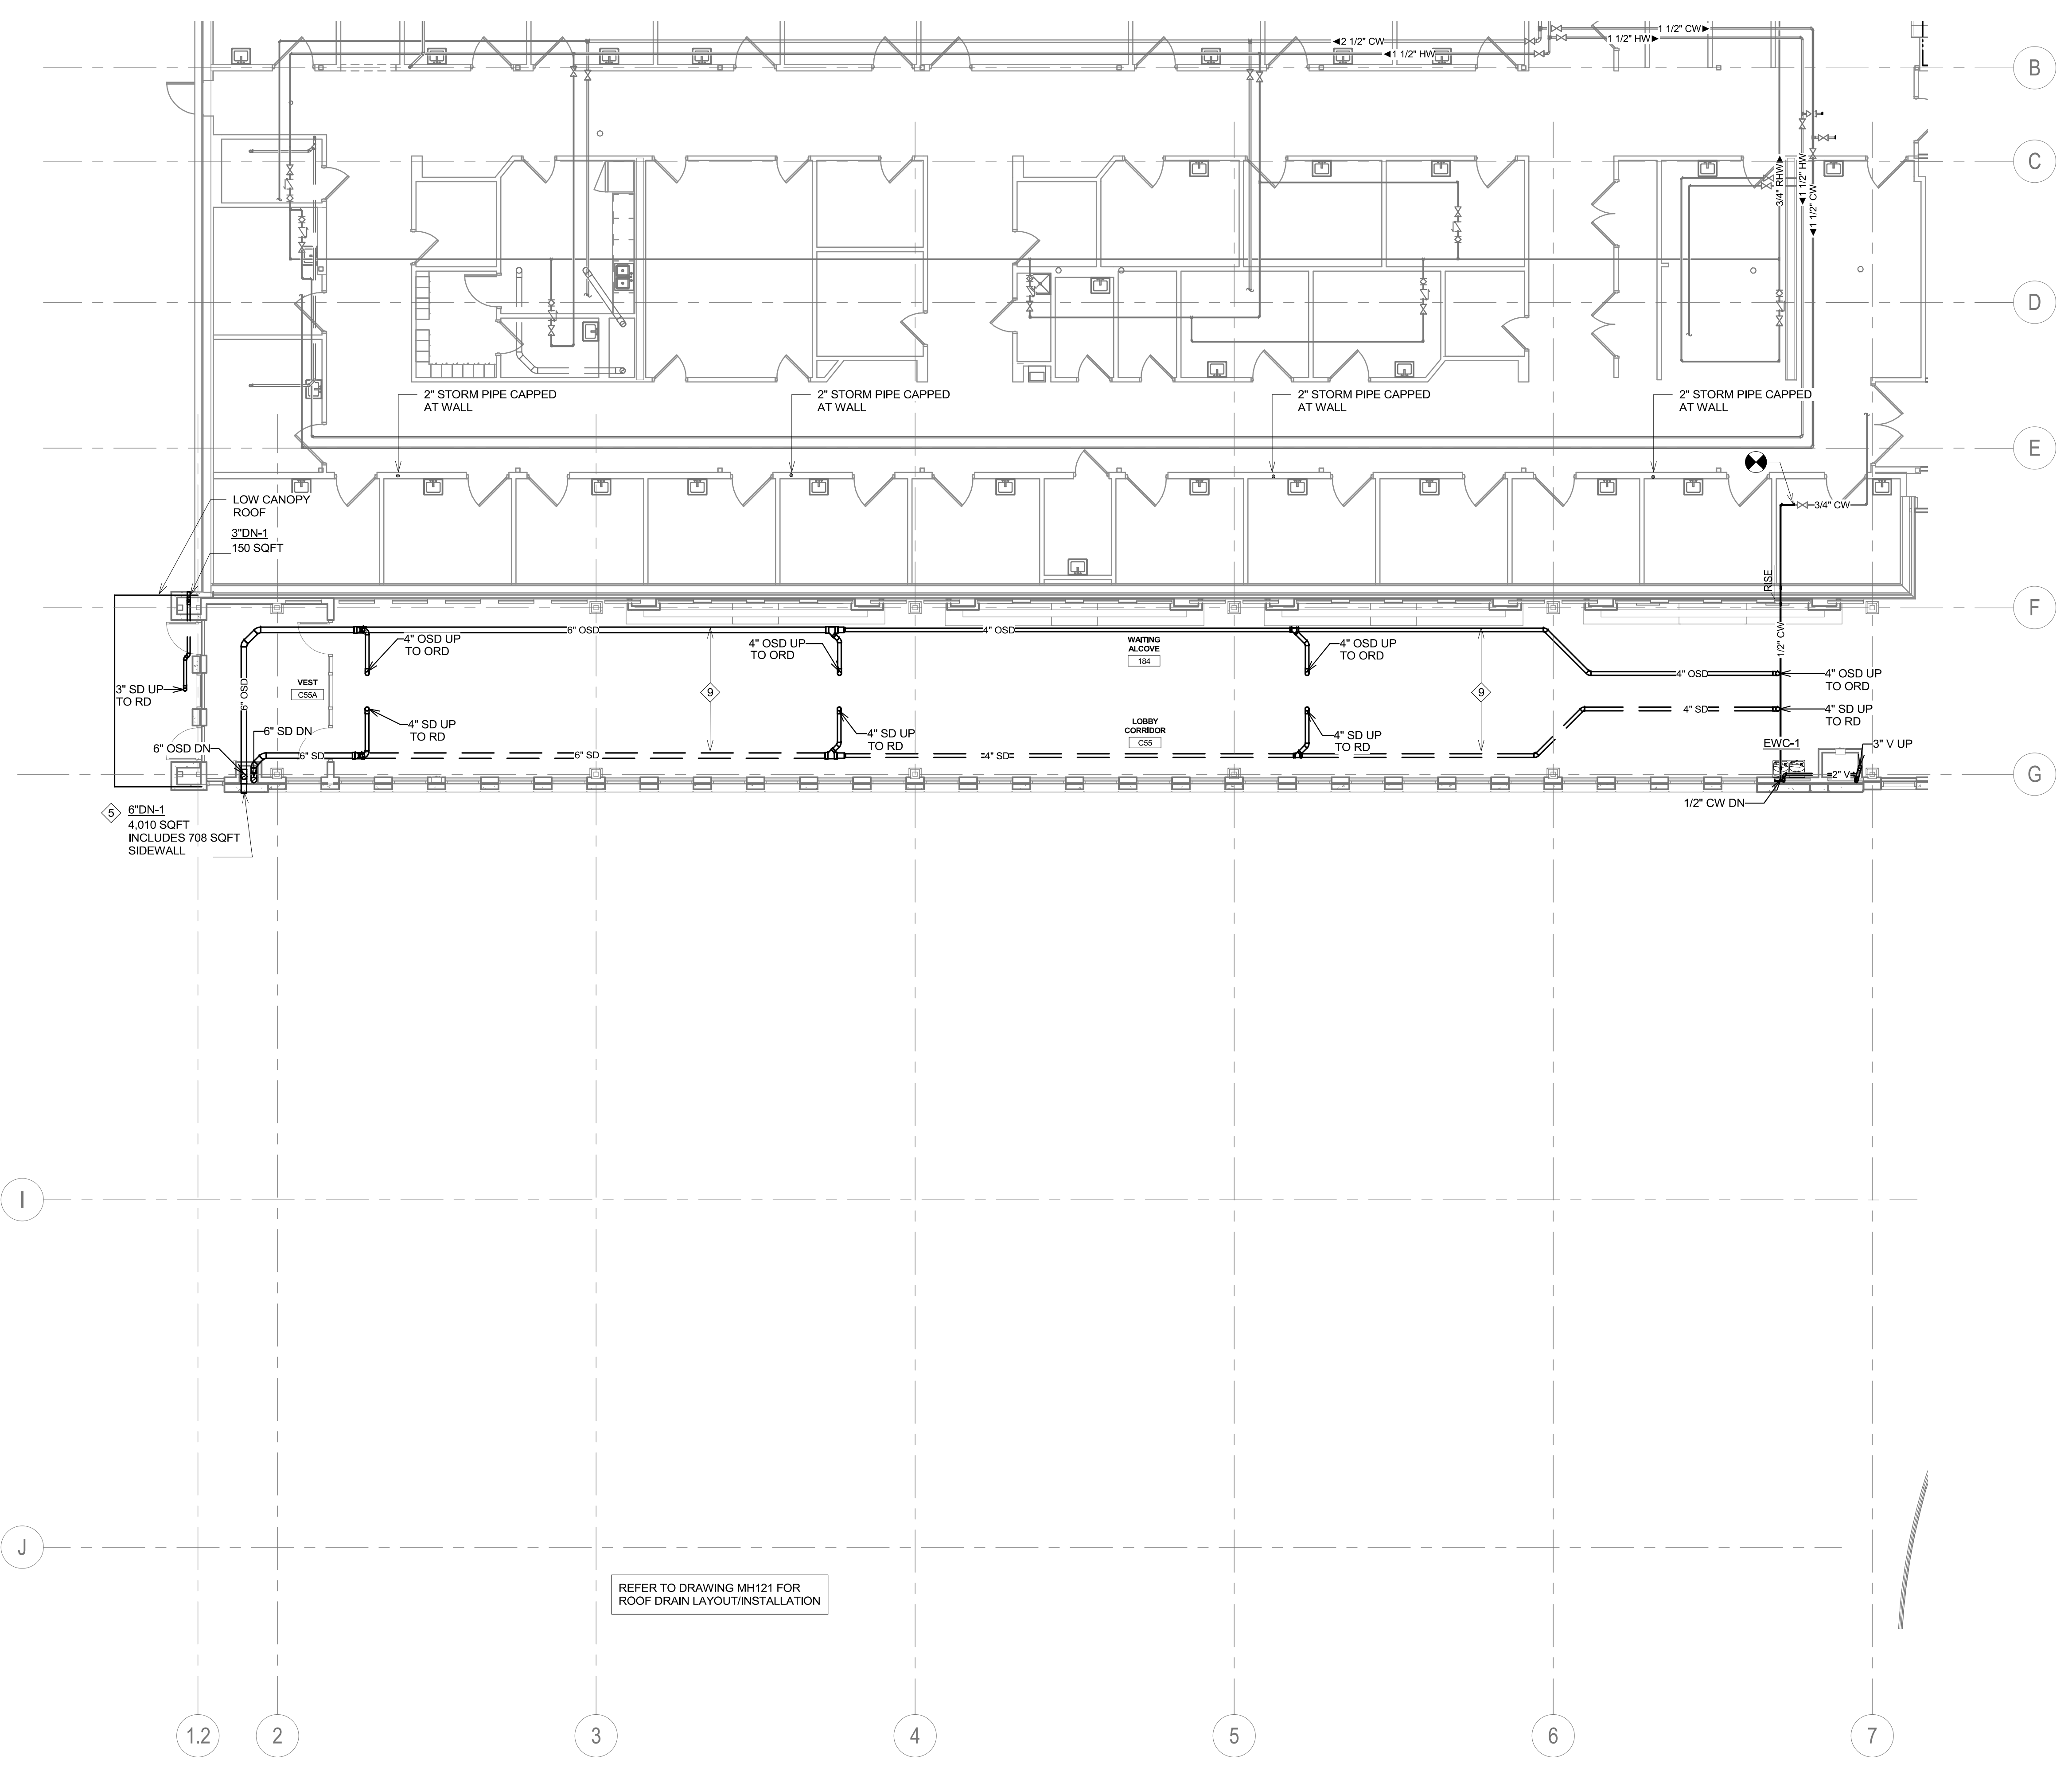 1 1/2" CW
2 1/2" CW
1 1/2" HW
1 1/2" HW
B
C
3/4" RHW
1 1/2" HW
1 1/2" CW
D
2" STORM PIPE CAPPED
AT WALL
2" STORM PIPE CAPPED
AT WALL
2" STORM PIPE CAPPED
AT WALL
2" STORM PIPE CAPPED
AT WALL
E
LOW CANOPY
ROOF
3"DN-1
150 SQFT
3/4" CW
RISE
F
6" OSD
4" OSD
4" OSD UP
TO ORD
4" OSD UP
TO ORD
WAITING
ALCOVE
184
4" OSD UP
TO ORD
1/2" CW
4" OSD
4" OSD UP
TO ORD
3" SD UP
TO RD
6" OSD
VEST
C55A
9
9
4" SD
4" SD UP
TO RD
4" SD UP
TO RD
4" SD UP
TO RD
LOBBY
CORRIDOR
C55
4" SD UP
TO RD
6" SD DN
6" OSD DN
6" SD
6" SD
4" SD
EWC-1
3" V UP
2" V
G
1/2" CW DN
5
6"DN-1
4,010 SQFT
INCLUDES 708 SQFT
SIDEWALL
I
J
REFER TO DRAWING MH121 FOR
ROOF DRAIN LAYOUT/INSTALLATION
1.2
2
3
4
5
6
7